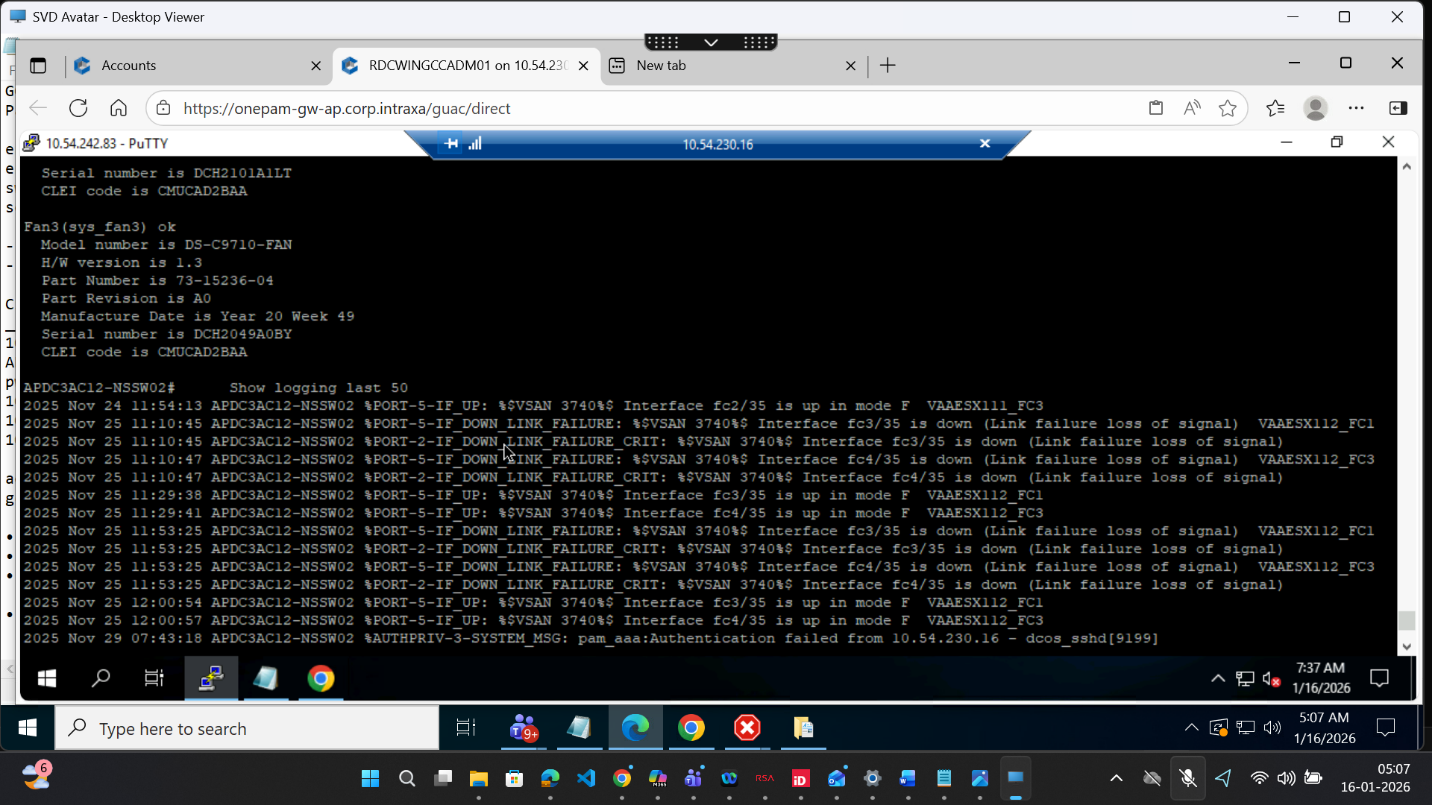 SVD Avatar - Desktop Viewer
Accounts
RDCWINGCCADM01 on 10.54.230
New tab
https://onepam-gw-ap.corp.intraxa/guac/direct
10.54.242.83 - PuTTY
10.54.230.16
Serial number is DCH2101A1LT
CLEI code is CMUCAD2BAA
Fan3(sys_fan3) ok
Model number is DS-C9710-FAN
H/W version is 1.3
Part Number is 73-15236-04
Part Revision is A0
Manufacture Date is Year 20 Week 49
Serial number is DCH2049A0BY
CLEI code is CMUCAD2BAA
APDC3AC12-NSSW02#      Show logging last 50
2025 Nov 24 11:54:13 APDC3AC12-NSSW02 %PORT-5-IF_UP: %$VSAN 3740%$ Interface fc2/35 is up in mode F  VAAESX111_FC3
2025 Nov 25 11:10:45 APDC3AC12-NSSW02 %PORT-5-IF_DOWN_LINK_FAILURE: %$VSAN 3740%$ Interface fc3/35 is down (Link failure loss of signal)  VAAESX112_FC1
2025 Nov 25 11:10:45 APDC3AC12-NSSW02 %PORT-2-IF_DOWN_LINK_FAILURE_CRIT: %$VSAN 3740%$ Interface fc3/35 is down (Link failure loss of signal)
2025 Nov 25 11:10:47 APDC3AC12-NSSW02 %PORT-5-IF_DOWN_LINK_FAILURE: %$VSAN 3740%$ Interface fc4/35 is down (Link failure loss of signal)  VAAESX112_FC3
2025 Nov 25 11:10:47 APDC3AC12-NSSW02 %PORT-2-IF_DOWN_LINK_FAILURE_CRIT: %$VSAN 3740%$ Interface fc4/35 is down (Link failure loss of signal)
2025 Nov 25 11:29:38 APDC3AC12-NSSW02 %PORT-5-IF_UP: %$VSAN 3740%$ Interface fc3/35 is up in mode F  VAAESX112_FC1
2025 Nov 25 11:29:41 APDC3AC12-NSSW02 %PORT-5-IF_UP: %$VSAN 3740%$ Interface fc4/35 is up in mode F  VAAESX112_FC3
2025 Nov 25 11:53:25 APDC3AC12-NSSW02 %PORT-5-IF_DOWN_LINK_FAILURE: %$VSAN 3740%$ Interface fc3/35 is down (Link failure loss of signal)  VAAESX112_FC1
2025 Nov 25 11:53:25 APDC3AC12-NSSW02 %PORT-2-IF_DOWN_LINK_FAILURE_CRIT: %$VSAN 3740%$ Interface fc3/35 is down (Link failure loss of signal)
2025 Nov 25 11:53:25 APDC3AC12-NSSW02 %PORT-5-IF_DOWN_LINK_FAILURE: %$VSAN 3740%$ Interface fc4/35 is down (Link failure loss of signal)  VAAESX112_FC3
2025 Nov 25 11:53:25 APDC3AC12-NSSW02 %PORT-2-IF_DOWN_LINK_FAILURE_CRIT: %$VSAN 3740%$ Interface fc4/35 is down (Link failure loss of signal)
2025 Nov 25 12:00:54 APDC3AC12-NSSW02 %PORT-5-IF_UP: %$VSAN 3740%$ Interface fc3/35 is up in mode F  VAAESX112_FC1
2025 Nov 25 12:00:57 APDC3AC12-NSSW02 %PORT-5-IF_UP: %$VSAN 3740%$ Interface fc4/35 is up in mode F  VAAESX112_FC3
2025 Nov 29 07:43:18 APDC3AC12-NSSW02 %AUTHPRIV-3-SYSTEM_MSG: pam_aaa:Authentication failed from 10.54.230.16 - dcos_sshd[9199]
7:37 AM
1/16/2026
Type here to search
9+
5:07 AM
1/16/2026
6
RSA
iD
05:07
16-01-2026